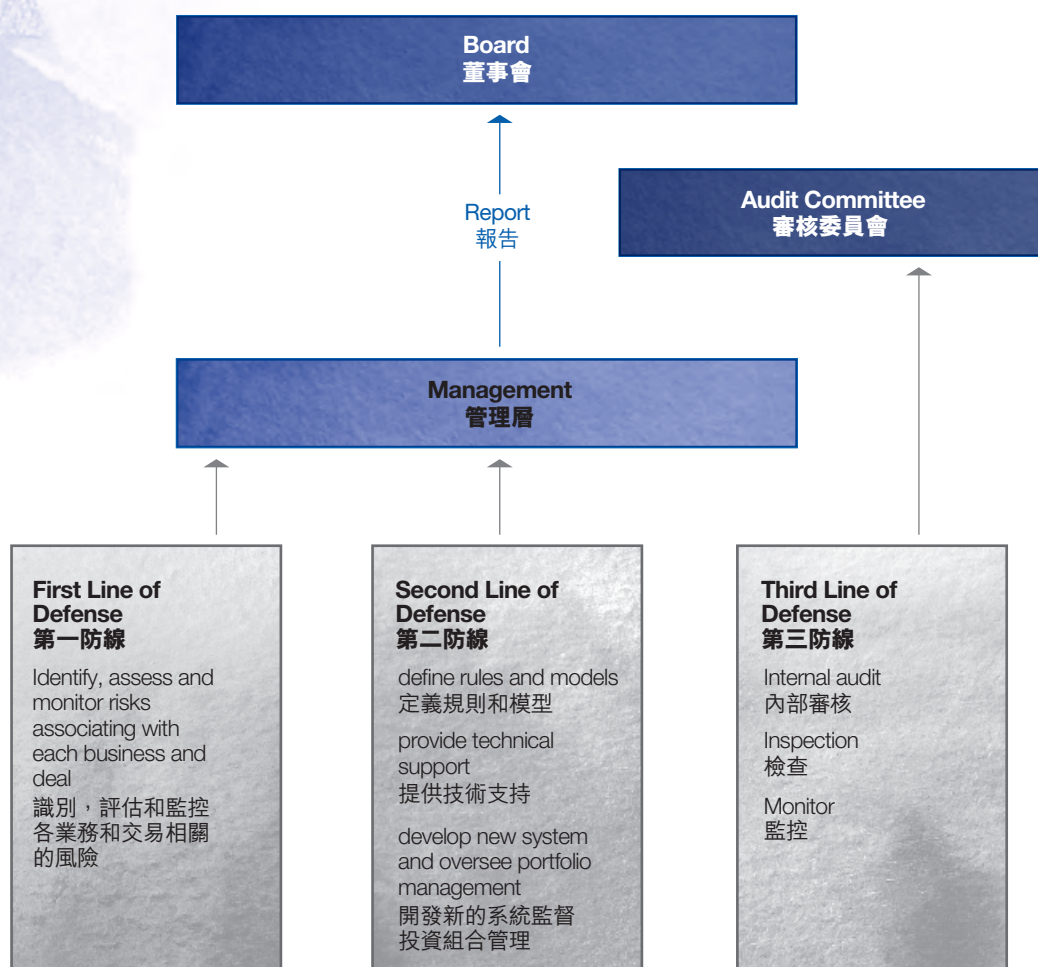 Board
董事會
Report
報告
Audit Committee
審核委員會
Management
管理層
First Line of
Defense
第一防線
Identify, assess and
monitor risks
associating with
each business and
deal
識別，評估和監控
各業務和交易相關
的風險
Second Line of
Defense
第二防線
define rules and models
定義規則和模型
provide technical
support
提供技術支持
develop new system
and oversee portfolio
management
開發新的系統監督
投資組合管理
Third Line of
Defense
第三防線
Internal audit
內部審核
Inspection
檢查
Monitor
監控